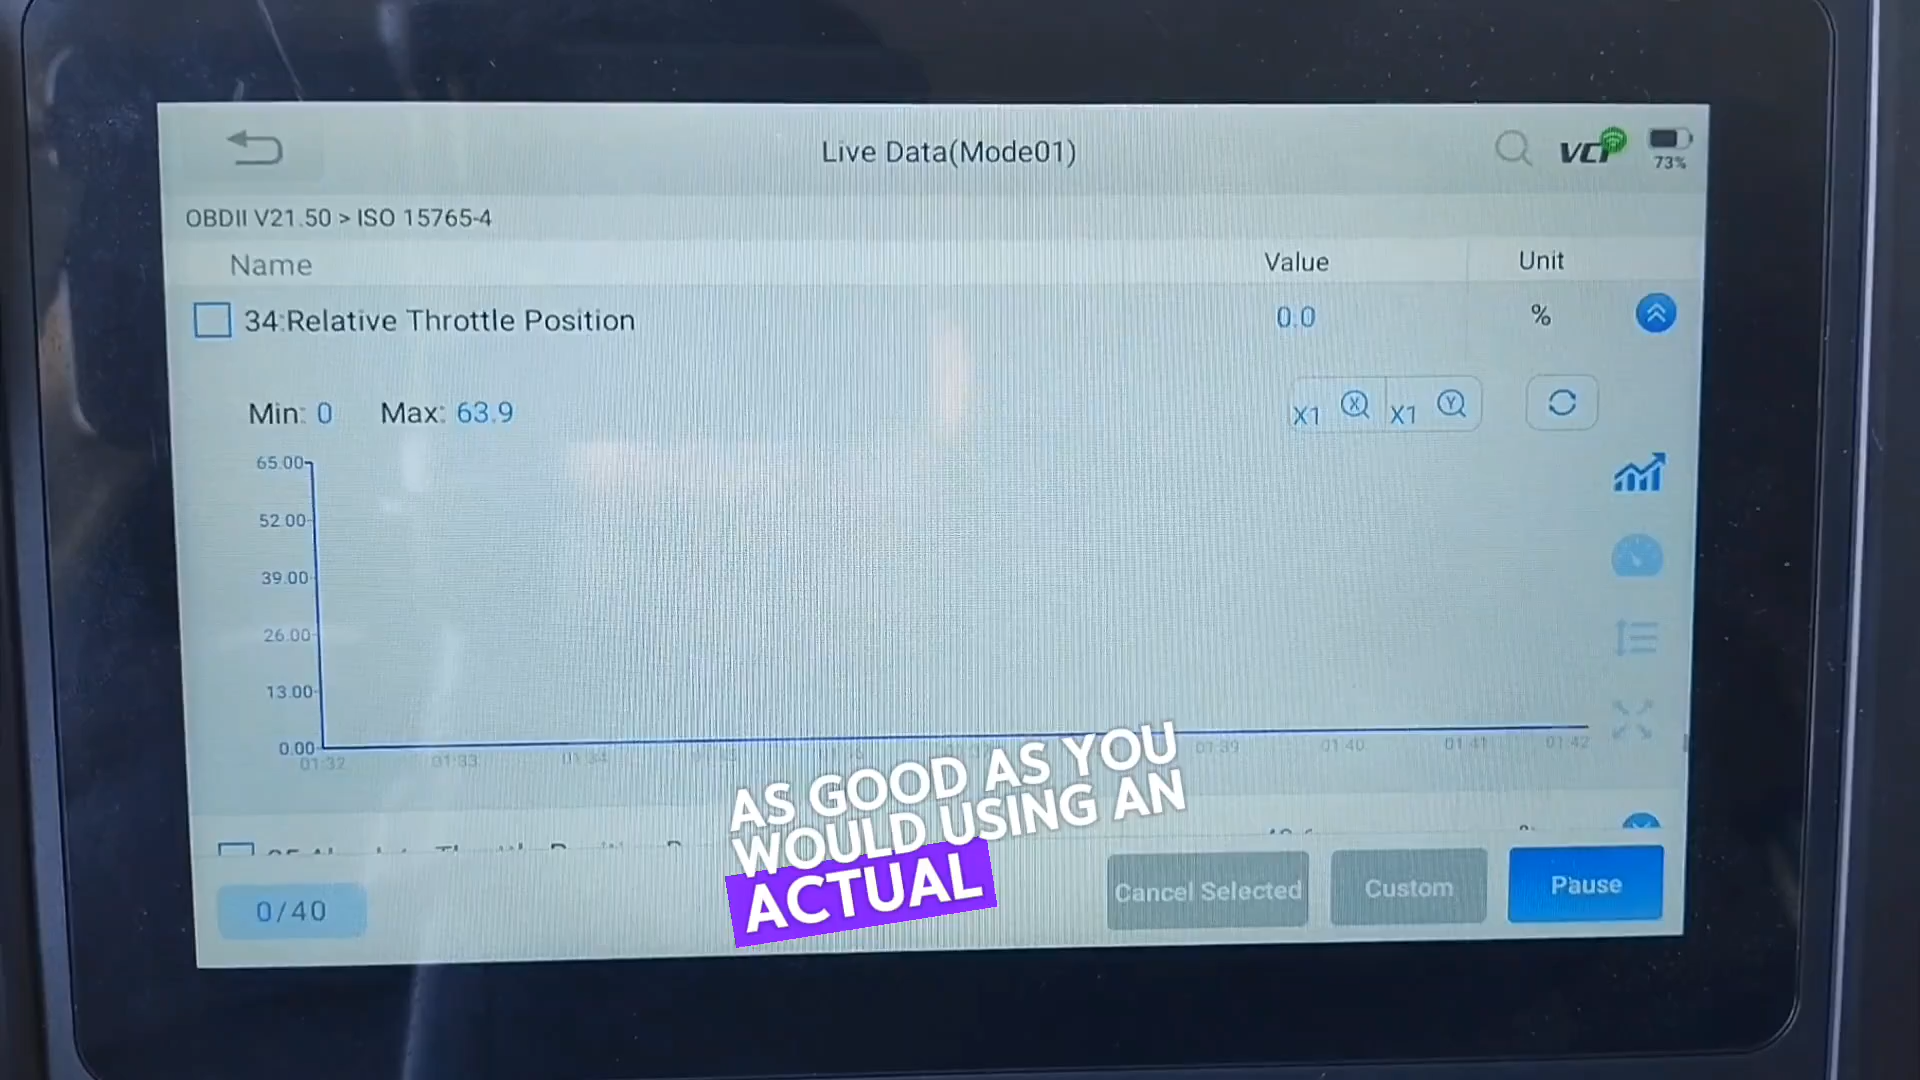 Live Data(Mode01)
VCI
73%
OBDII V21.50 > ISO 15765-4
Name Value Unit
34:Relative Throttle Position 0.0 %
Min: 0 Max: 63.9 X1 X X1 Y
65.00
52.00
39.00
26.00
13.00
0.00
01:32 01:33 01:34 01:39 01:40 01:41 01:42
AS GOOD AS YOU
WOULD USING AN
ACTUAL
0/40 Cancel Selected Custom Pause